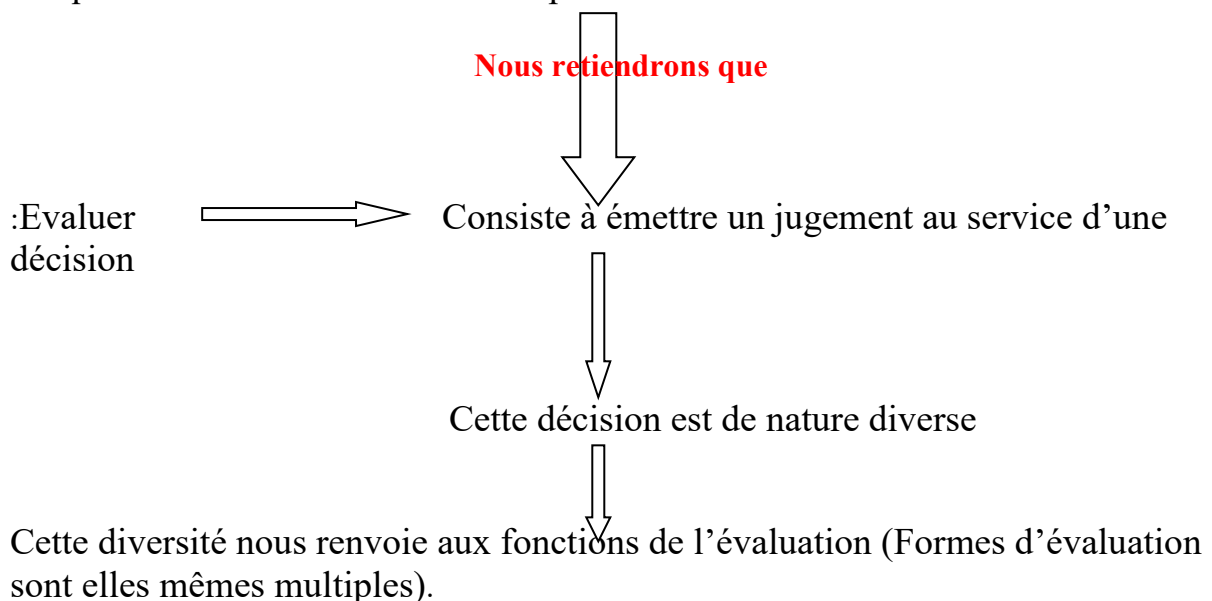 Nous retiendrons que
:Evaluer Consiste à émettre un jugement au service d’une
décision
Cette décision est de nature diverse
Cette diversité nous renvoie aux fonctions de l’évaluation (Formes d’évaluation
sont elles mêmes multiples).